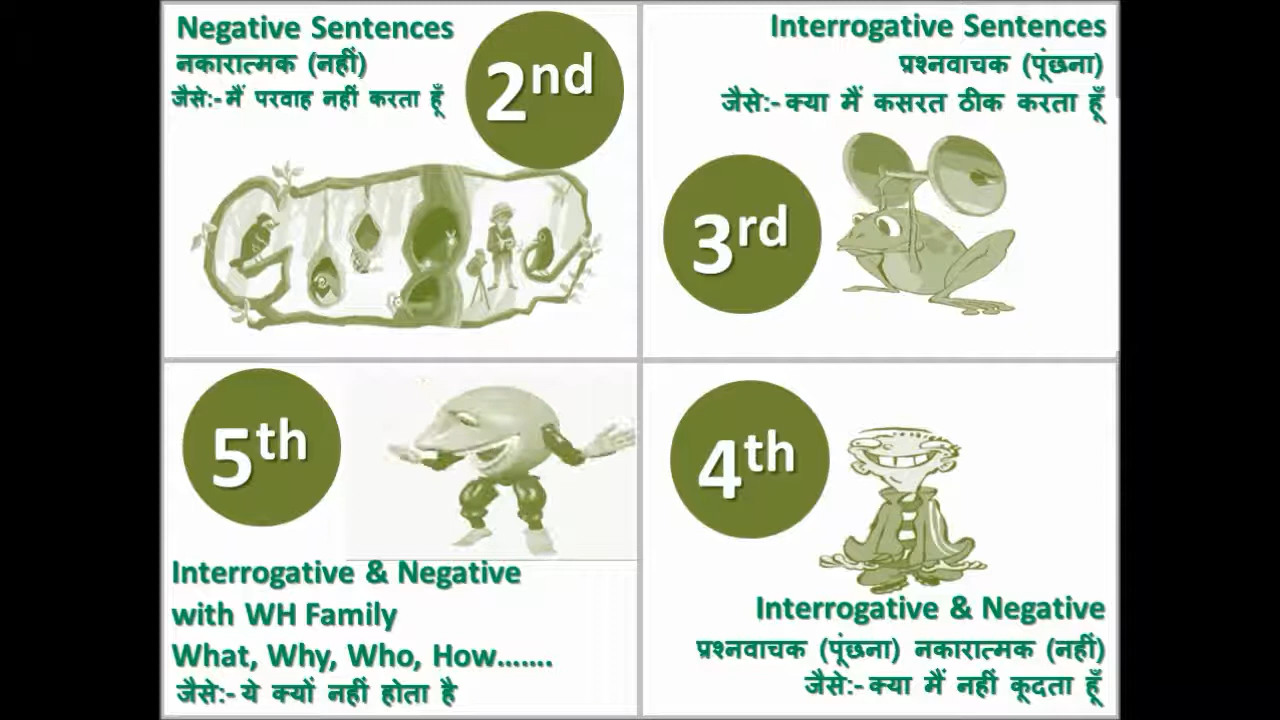 Negative Sentences
नकारात्मक (नहीं)
जैसे:- मैं परवाह नहीं करता हूँ
2nd
Interrogative Sentences
प्रश्नवाचक (पूंछना)
जैसे:- क्या मैं कसरत ठीक करता हूँ
3rd
5th
Interrogative & Negative
with WH Family
What, Why, Who, How.......
जैसे:- ये क्यों नहीं होता है
4th
Interrogative & Negative
प्रश्नवाचक (पूंछना) नकारात्मक (नहीं)
जैसे:- क्या मैं नहीं कूदता हूँ